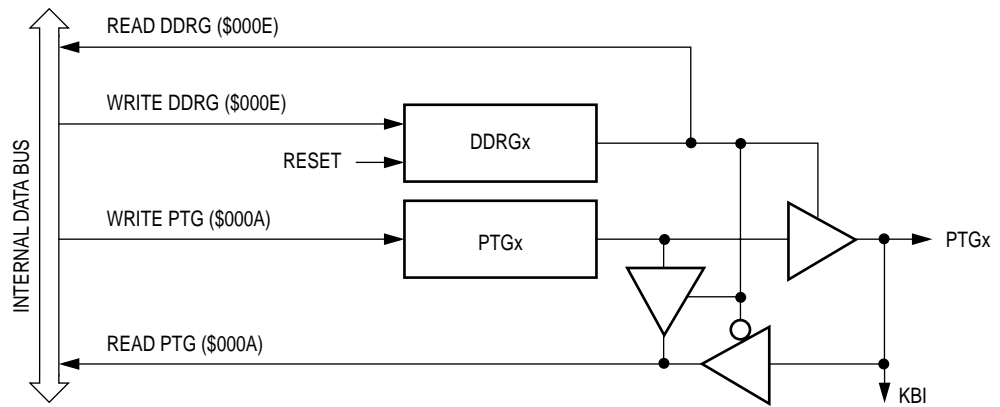 READ DDRG ($000E)
WRITE DDRG ($000E)
DDRGx
RESET
WRITE PTG ($000A)
PTGx
PTGx
READ PTG ($000A)
KBI
INTERNAL DATA BUS